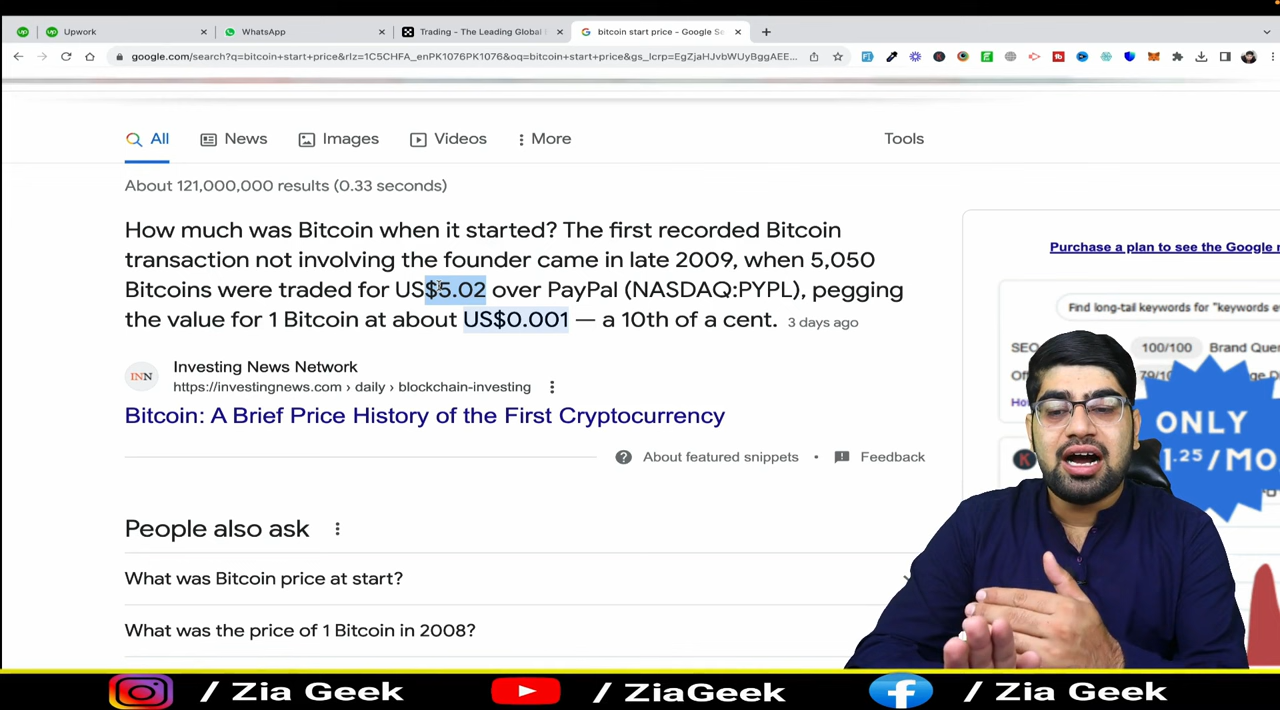 Upwork
WhatsApp
Trading - The Leading Global
bitcoin start price - Google Se
google.com/search?q=bitcoin+start+price&rlz=1C5CHFA_enPK1076PK1076&oq=bitcoin+start+price&gs_lcrp=EgZjaHJvbWUyBggAEE...
All
News
Images
Videos
More
Tools
About 121,000,000 results (0.33 seconds)
How much was Bitcoin when it started? The first recorded Bitcoin
transaction not involving the founder came in late 2009, when 5,050
Bitcoins were traded for US$5.02 over PayPal (NASDAQ:PYPL), pegging
the value for 1 Bitcoin at about US$0.001 — a 10th of a cent. 3 days ago
INN
Investing News Network
https://investingnews.com › daily › blockchain-investing
Bitcoin: A Brief Price History of the First Cryptocurrency
About featured snippets • Feedback
People also ask
What was Bitcoin price at start?
What was the price of 1 Bitcoin in 2008?
Purchase a plan to see the Google
Find long-tail keywords for "keywords
SEO
100/100
Brand Quer
ONLY
1.25/MO
K
/ Zia Geek
/ ZiaGeek
/ Zia Geek